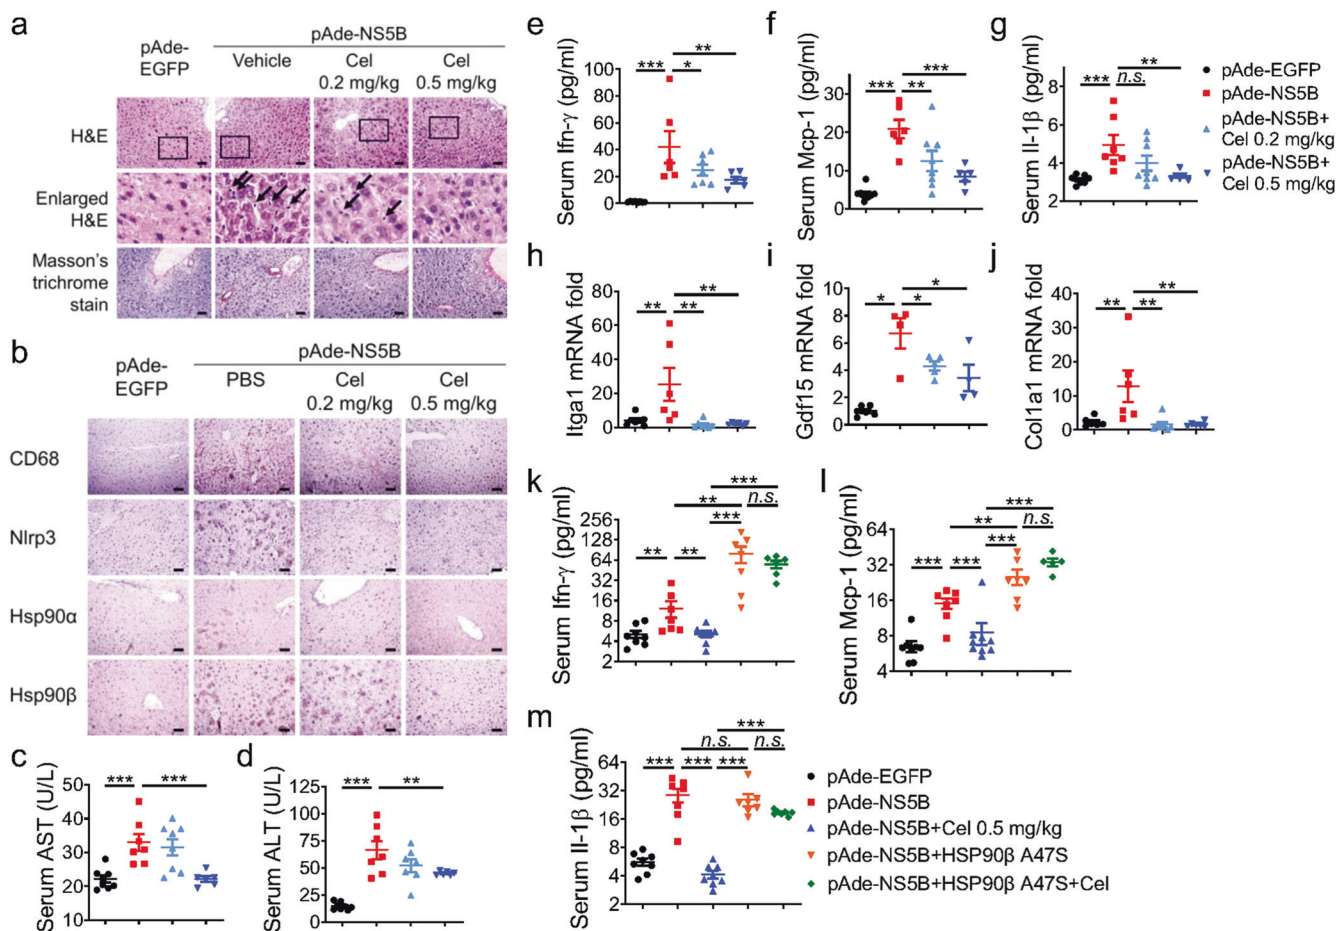 a
pAde-NS5B
pAde-
EGFP
Vehicle
Cel
0.2 mg/kg
Cel
0.5 mg/kg
H&E
Enlarged
H&E
Masson's
trichrome
stain
b
pAde-NS5B
pAde-
EGFP
PBS
Cel
0.2 mg/kg
Cel
0.5 mg/kg
CD68
Nlrp3
Hsp90α
Hsp90β
c
Serum AST (U/L)
50
40
30
20
10
***
***
d
Serum ALT (U/L)
125
100
75
50
25
0
***
**
e
Serum Ifn-γ (pg/ml)
100
80
60
40
20
0
**
***
*
f
Serum Mcp-1 (pg/ml)
30
20
10
0
***
***
**
g
Serum Il-1β (pg/ml)
8
6
4
2
**
***
n.s.
pAde-EGFP
pAde-NS5B
pAde-NS5B+
Cel 0.2 mg/kg
pAde-NS5B+
Cel 0.5 mg/kg
h
Itga1 mRNA fold
80
60
40
20
0
**
**
**
i
Gdf15 mRNA fold
10
8
6
4
2
0
*
*
*
j
Col1a1 mRNA fold
40
30
20
10
0
**
**
**
k
Serum Ifn-γ (pg/ml)
256
128
64
32
16
8
4
2
***
**
n.s.
***
**
**
l
Serum Mcp-1 (pg/ml)
64
32
16
8
4
***
**
n.s.
***
***
***
m
Serum Il-1β (pg/ml)
64
32
16
8
4
2
***
n.s.
n.s.
***
***
***
pAde-EGFP
pAde-NS5B
pAde-NS5B+Cel 0.5 mg/kg
pAde-NS5B+HSP90β A47S
pAde-NS5B+HSP90β A47S+Cel